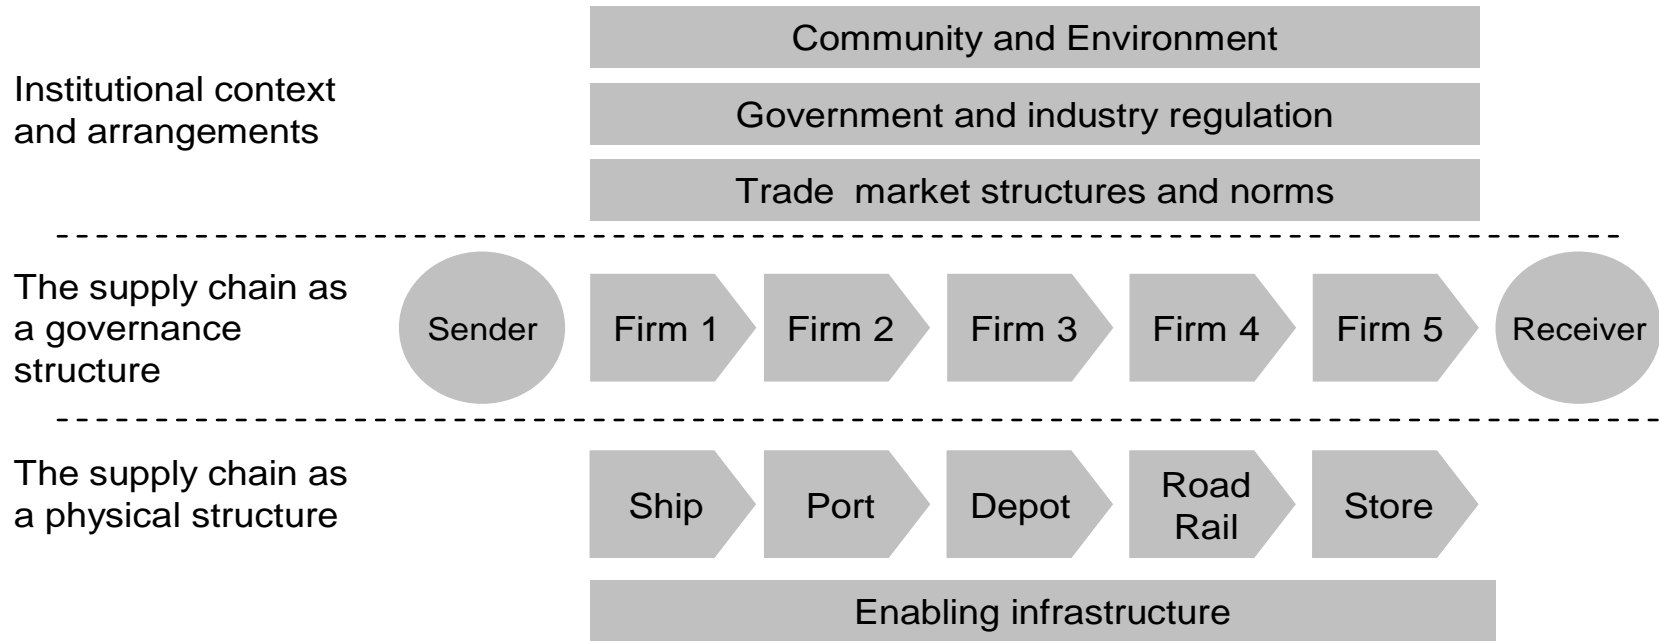 Community and Environment
Institutional context
and arrangements
Government and industry regulation
Trade  market structures and norms
The supply chain as
a governance
structure
Sender
Firm 1
Firm 2
Firm 3
Firm 4
Firm 5
Receiver
The supply chain as
a physical structure
Ship
Port
Depot
Road
Rail
Store
Enabling infrastructure